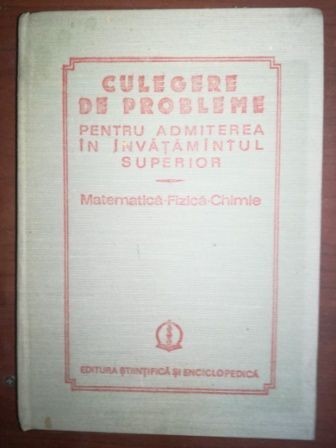 CULEGERE
DE PROBLEME
PENTRU ADMITEREA
ÎN ÎNVĂŢĂMÎNTUL
SUPERIOR
Matematică-Fizică-Chimie
EDITURA ŞTIINŢIFICĂ ŞI ENCICLOPEDICĂ